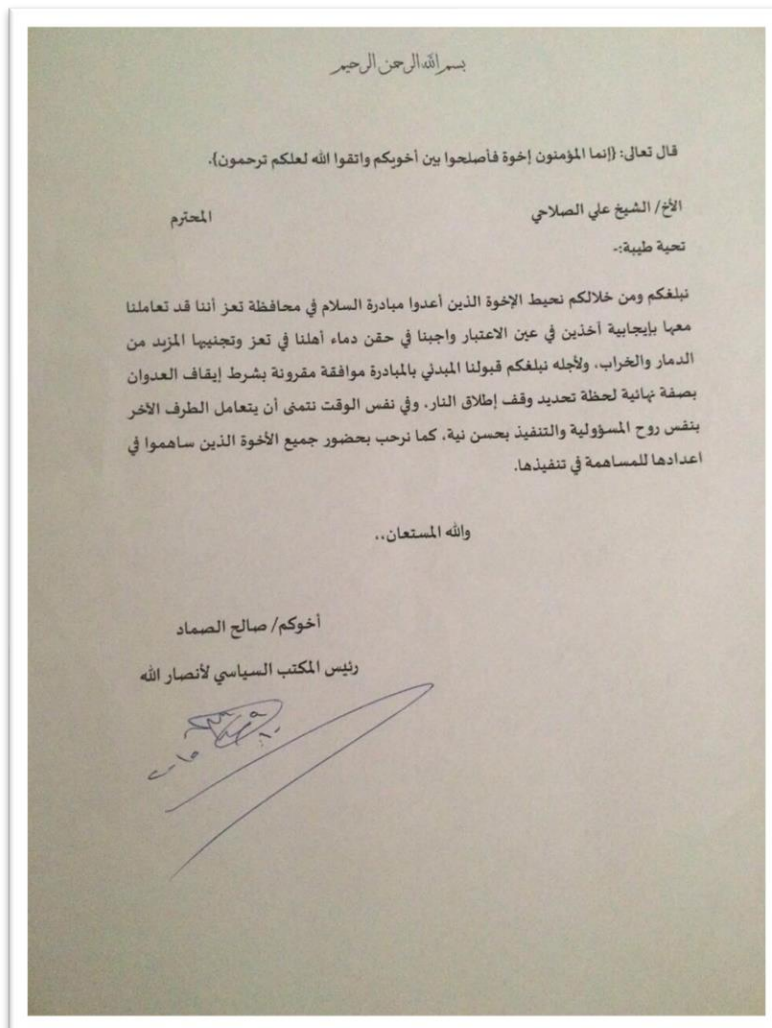 بسم الله الرحمن الرحيم
قال تعالى: {إنما المؤمنون إخوة فأصلحوا بين أخويكم واتقوا الله لعلكم ترحمون}.
الأخ/ الشيخ علي الصلاحي المحترم
تحية طيبة:-
نبلغكم ومن خلالكم نحيط الإخوة الذين أعدوا مبادرة السلام في محافظة تعز أننا قد تعاملنا
معها بإيجابية أخذين في عين الاعتبار واجبنا في حقن دماء أهلنا في تعز وتجنيبها المزيد من
الدمار والخراب، ولأجله نبلغكم قبولنا المبدئي بالمبادرة موافقة مقرونة بشرط إيقاف العدوان
بصفة نهائية لحظة تحديد وقف إطلاق النار، وفي نفس الوقت نتمنى أن يتعامل الطرف الأخر
بنفس روح المسؤولية والتنفيذ بحسن نية، كما نرحب بحضور جميع الأخوة الذين ساهموا في
اعدادها للمساهمة في تنفيذها.
والله المستعان،،
أخوكم/ صالح الصماد
رئيس المكتب السياسي لأنصار الله